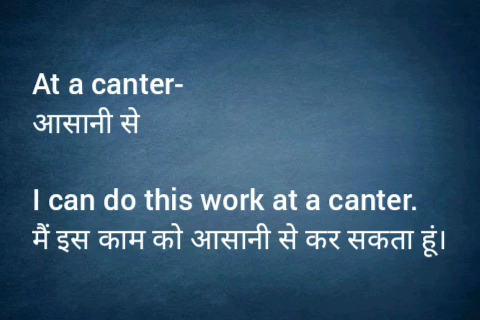 At a canter-
आसानी से
I can do this work at a canter.
मैं इस काम को आसानी से कर सकता हूं।